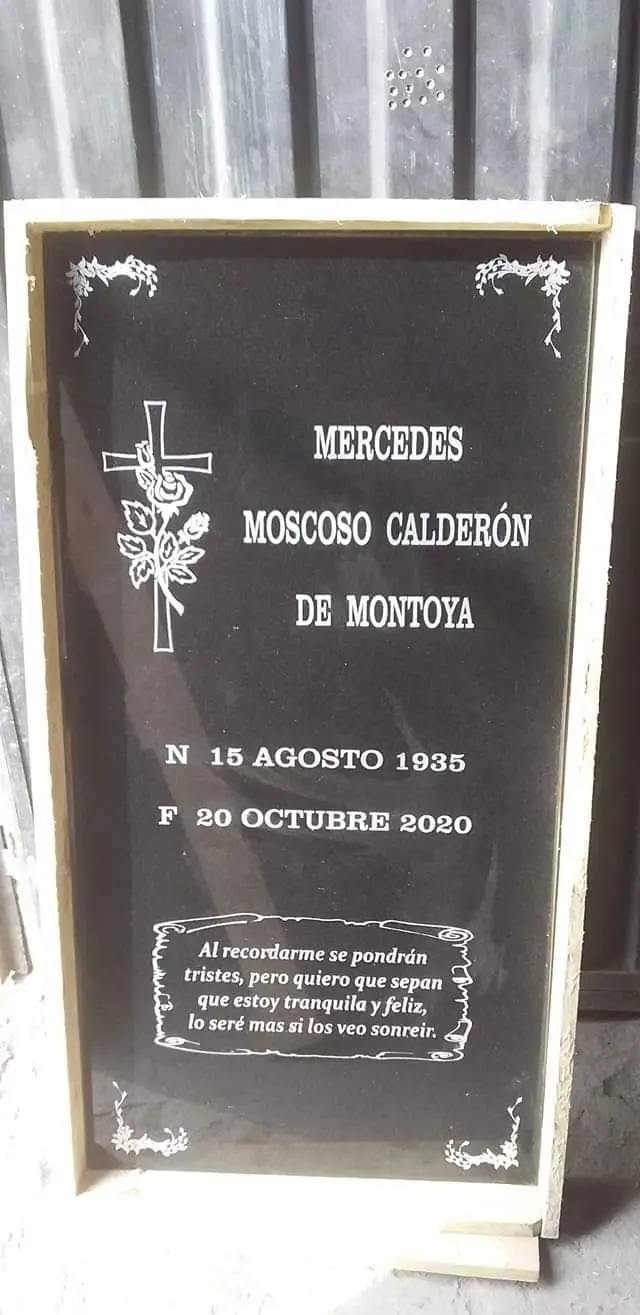 MERCEDES
MOSCOSO CALDERÓN
DE MONTOYA
N 15 AGOSTO 1935
F 20 OCTUBRE 2020
Al recordarme se pondrán
tristes, pero quiero que sepan
que estoy tranquila y feliz,
lo seré mas si los veo sonreir.